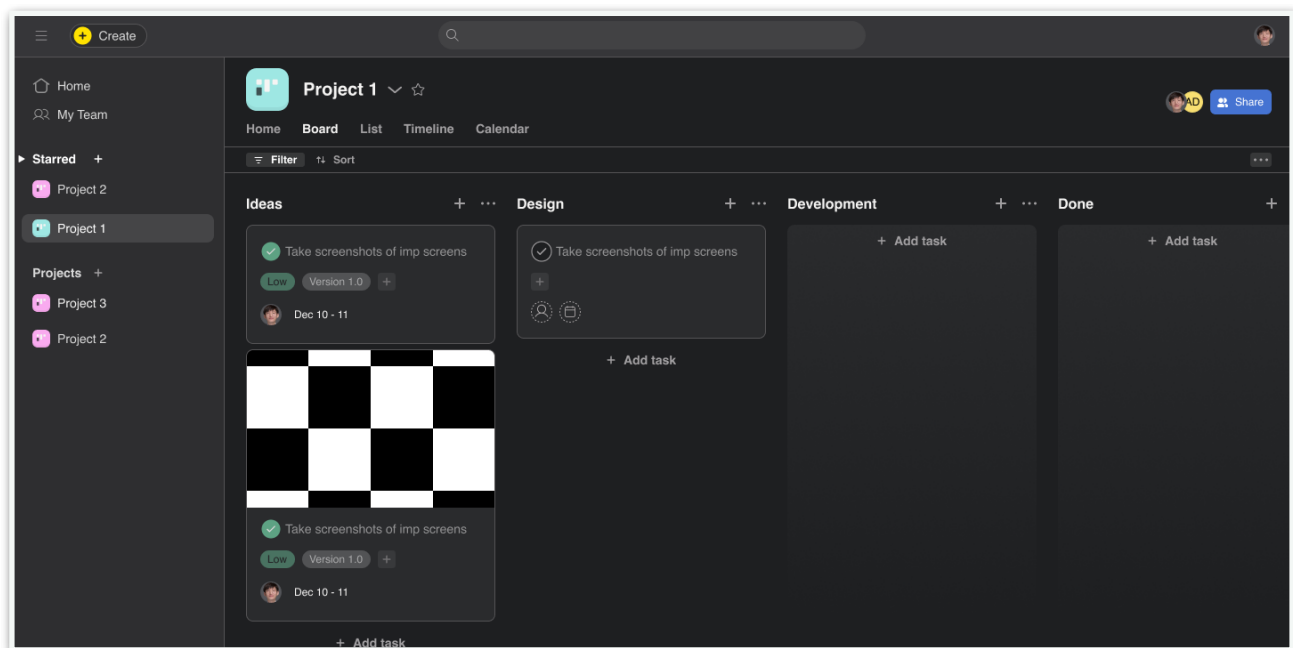 Create
Home
My Team
Starred +
Project 2
Project 1
Projects +
Project 3
Project 2
Project 1
AD
Share
Home Board List Timeline Calendar
Filter Sort
Ideas
Take screenshots of imp screens
Low Version 1.0 +
Dec 10 - 11
Take screenshots of imp screens
Low Version 1.0 +
Dec 10 - 11
+ Add task
Design
Take screenshots of imp screens
+ Add task
Development
+ Add task
Done
+ Add task